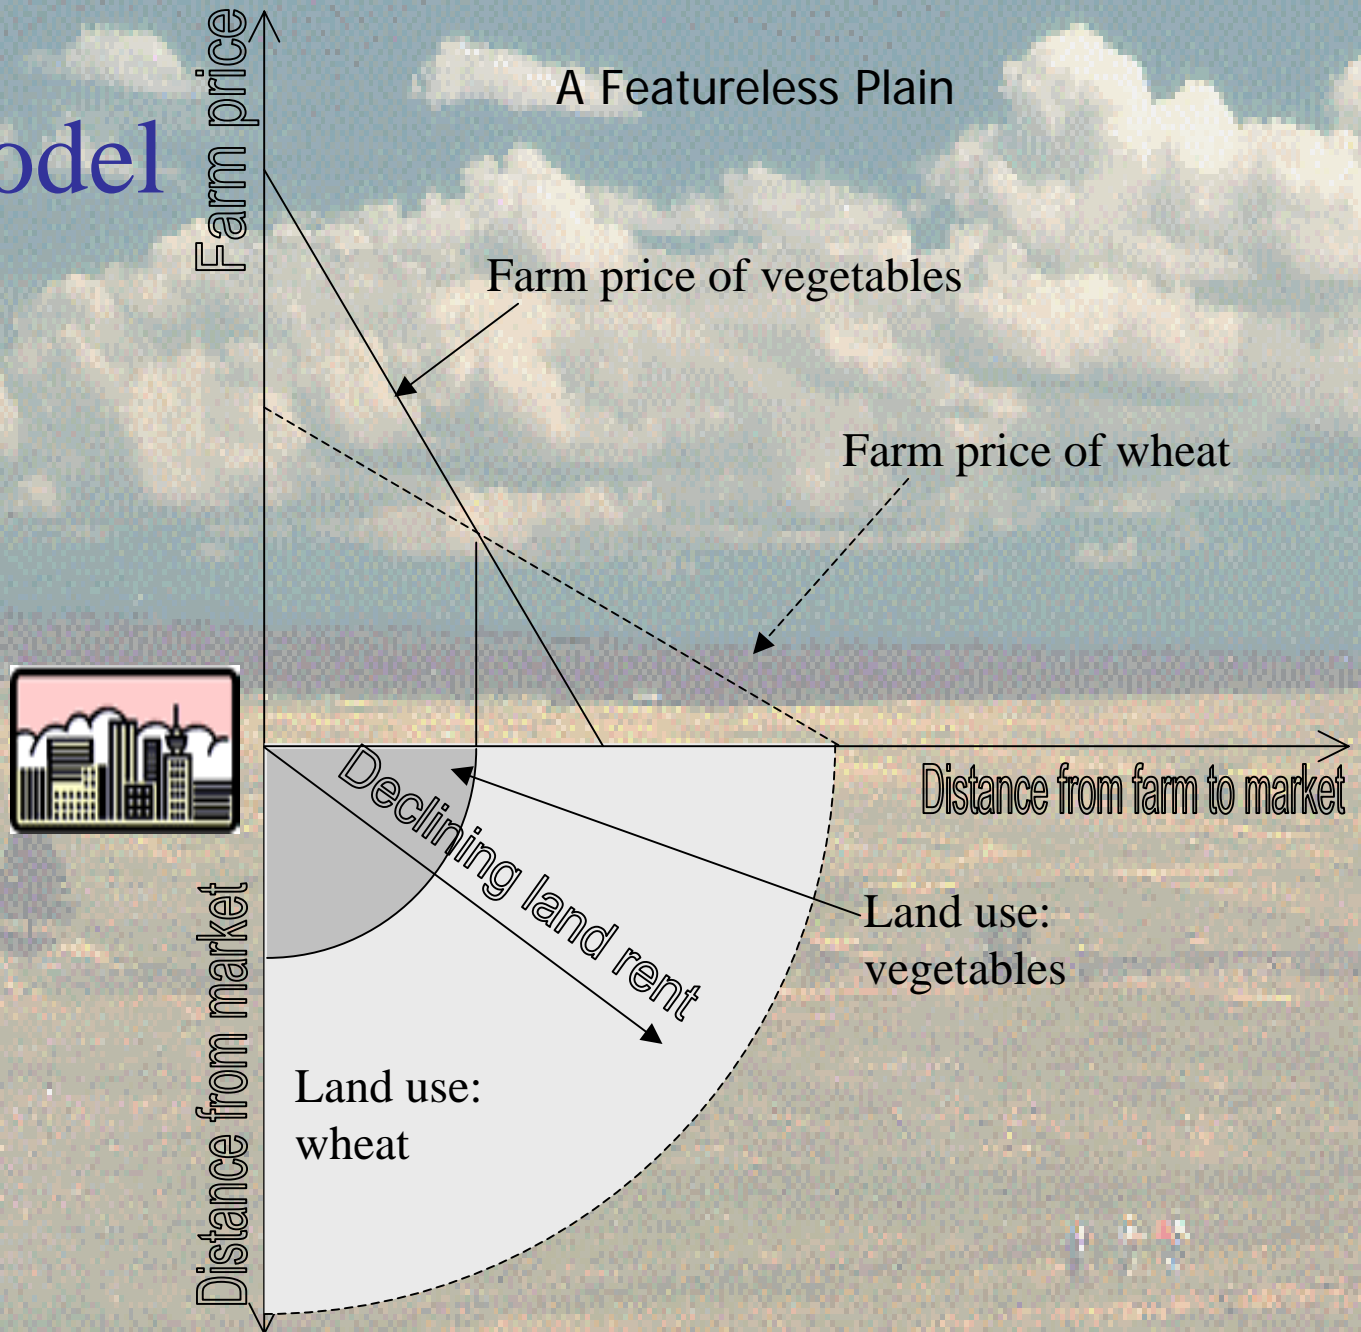 Farm price
A Featureless Plain
odel
Farm price of vegetables
Farm price of wheat
Distance from farm to market
Declining land rent
Land use:
vegetables
Distance from market
Land use:
wheat